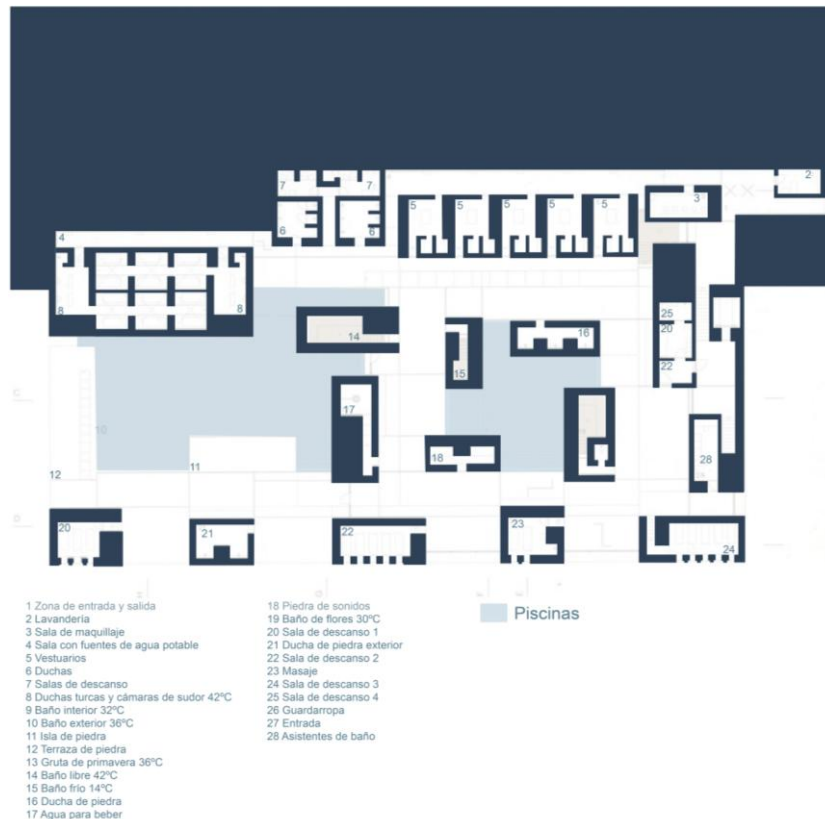 2
7
7
5
5
5
5
5
3
6
6
4
8
8
14
16
15
25
20
22
17
10
18
28
11
12
20
21
22
23
24
1 Zona de entrada y salida
2 Lavandería
3 Sala de maquillaje
4 Sala con fuentes de agua potable
5 Vestuarios
6 Duchas
7 Salas de descanso
8 Duchas turcas y cámaras de sudor 42ºC
9 Baño interior 32ºC
10 Baño exterior 36ºC
11 Isla de piedra
12 Terraza de piedra
13 Gruta de primavera 36ºC
14 Baño libre 42ºC
15 Baño frío 14ºC
16 Ducha de piedra
17 Agua para beber
18 Piedra de sonidos
19 Baño de flores 30ºC
20 Sala de descanso 1
21 Ducha de piedra exterior
22 Sala de descanso 2
23 Masaje
24 Sala de descanso 3
25 Sala de descanso 4
26 Guardarropa
27 Entrada
28 Asistentes de baño
Piscinas